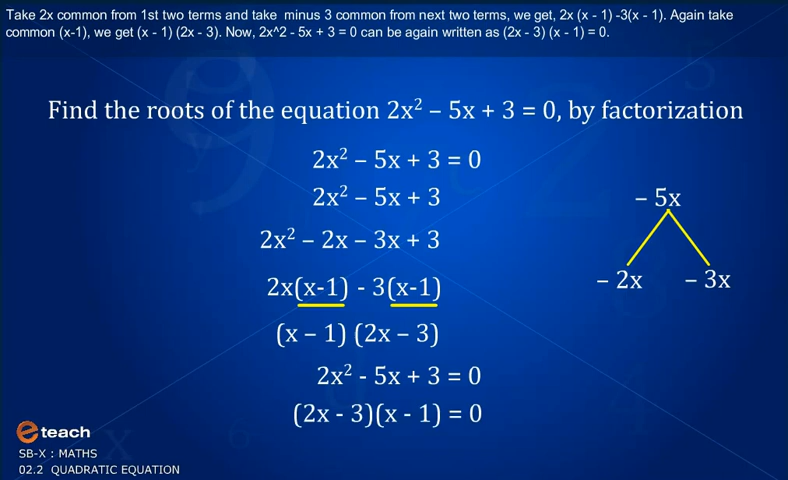 Take 2x common from 1st two terms and take  minus 3 common from next two terms, we get, 2x (x - 1) -3(x - 1). Again take
common (x-1), we get (x - 1) (2x - 3). Now, 2x^2 - 5x + 3 = 0 can be again written as (2x - 3) (x - 1) = 0.
Find the roots of the equation 2x² – 5x + 3 = 0, by factorization
2x² – 5x + 3 = 0
2x² – 5x + 3
2x² – 2x – 3x + 3
2x(x-1) - 3(x-1)
(x – 1) (2x – 3)
2x² - 5x + 3 = 0
(2x - 3)(x - 1) = 0
– 5x
– 2x – 3x
e teach
SB-X : MATHS
02.2 QUADRATIC EQUATION